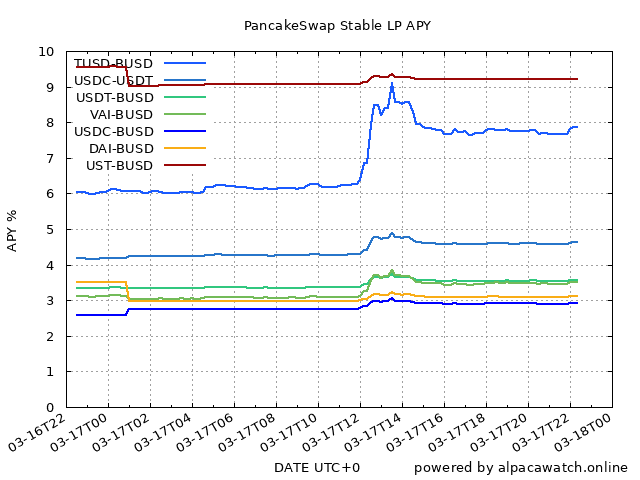 PancakeSwap Stable LP APY
10
9
8
7
6
5
4
3
2
1
0
APY %
TUSD-BUSD
USDC-USDT
USDT-BUSD
VAI-BUSD
USDC-BUSD
DAI-BUSD
UST-BUSD
03-16T22
03-17T00
03-17T02
03-17T04
03-17T06
03-17T08
03-17T10
03-17T12
03-17T14
03-17T16
03-17T18
03-17T20
03-17T22
03-18T00
DATE UTC+0
powered by alpacawatch.online